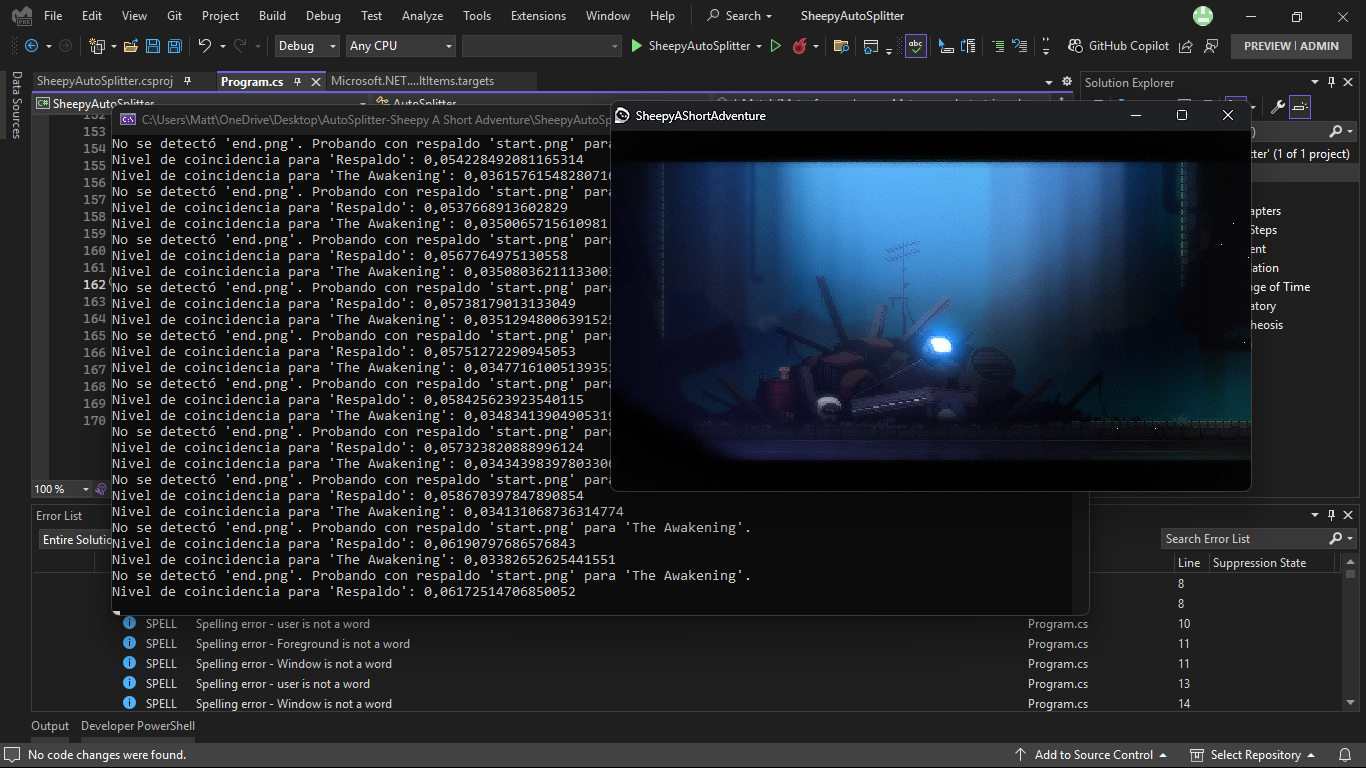 File Edit View Git Project Build Debug Test Analyze Tools Extensions Window Help Search SheepyAutoSplitter
Debug Any CPU SheepyAutoSplitter GitHub Copilot PREVIEW | ADMIN
Data Sources
SheepyAutoSplitter.csproj Program.cs Microsoft.NET....ltItems.targets
Solution Explorer
SheepyAutoSplitter AutoSplitter
C:\Users\Matt\OneDrive\Desktop\AutoSplitter-Sheepy A Short Adventure\SheepyAutoSp
SheepyAShortAdventure
152
153
154
155
156
157
158
159
160
161
162
163
164
165
166
167
168
169
170
No se detectó 'end.png'. Probando con respaldo 'start.png' para
Nivel de coincidencia para 'Respaldo': 0,054228492081165314
Nivel de coincidencia para 'The Awakening': 0,0361576154828071
No se detectó 'end.png'. Probando con respaldo 'start.png' para
Nivel de coincidencia para 'Respaldo': 0,0537668913602829
Nivel de coincidencia para 'The Awakening': 0,0350065715610981
No se detectó 'end.png'. Probando con respaldo 'start.png' para
Nivel de coincidencia para 'Respaldo': 0,0567764975130558
Nivel de coincidencia para 'The Awakening': 0,0350803621113300
No se detectó 'end.png'. Probando con respaldo 'start.png' para
Nivel de coincidencia para 'Respaldo': 0,05738179013133049
Nivel de coincidencia para 'The Awakening': 0,0351294800639152
No se detectó 'end.png'. Probando con respaldo 'start.png' para
Nivel de coincidencia para 'Respaldo': 0,05751272290945053
Nivel de coincidencia para 'The Awakening': 0,0347716100513935
No se detectó 'end.png'. Probando con respaldo 'start.png' para
Nivel de coincidencia para 'Respaldo': 0,058425623923540115
Nivel de coincidencia para 'The Awakening': 0,0348341390490531
No se detectó 'end.png'. Probando con respaldo 'start.png' para
Nivel de coincidencia para 'Respaldo': 0,057323820888996124
Nivel de coincidencia para 'The Awakening': 0,0343439839780330
No se detectó 'end.png'. Probando con respaldo 'start.png' para
Nivel de coincidencia para 'Respaldo': 0,058670397847890854
Nivel de coincidencia para 'The Awakening': 0,034131068736314774
No se detectó 'end.png'. Probando con respaldo 'start.png' para 'The Awakening'.
Nivel de coincidencia para 'Respaldo': 0,06190797686576843
Nivel de coincidencia para 'The Awakening': 0,03382652625441551
No se detectó 'end.png'. Probando con respaldo 'start.png' para 'The Awakening'.
Nivel de coincidencia para 'Respaldo': 0,06172514706850052
tter' (1 of 1 project)
apters
Steps
ent
ation
ge of Time
atory
heosis
100 %
Error List
Entire Solutio
Search Error List
Line Suppression State
8
8
SPELL Spelling error - user is not a word Program.cs 10
SPELL Spelling error - Foreground is not a word Program.cs 11
SPELL Spelling error - Window is not a word Program.cs 11
SPELL Spelling error - user is not a word Program.cs 13
SPELL Spelling error - Window is not a word Program.cs 14
Output Developer PowerShell
No code changes were found. Add to Source Control Select Repository